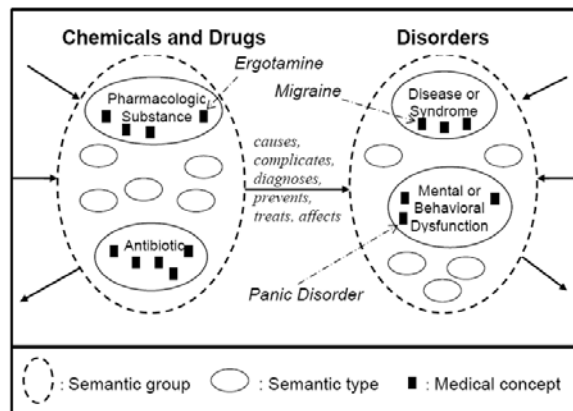 Chemicals and Drugs
Disorders
Ergotamine
Pharmacologic
Substance
Migraine
Disease or
Syndrome
causes,
complicates,
diagnoses,
prevents,
treats, affects
Mental or
Behavioral
Dysfunction
Antibiotic
Panic Disorder
: Semantic group
: Semantic type
: Medical concept